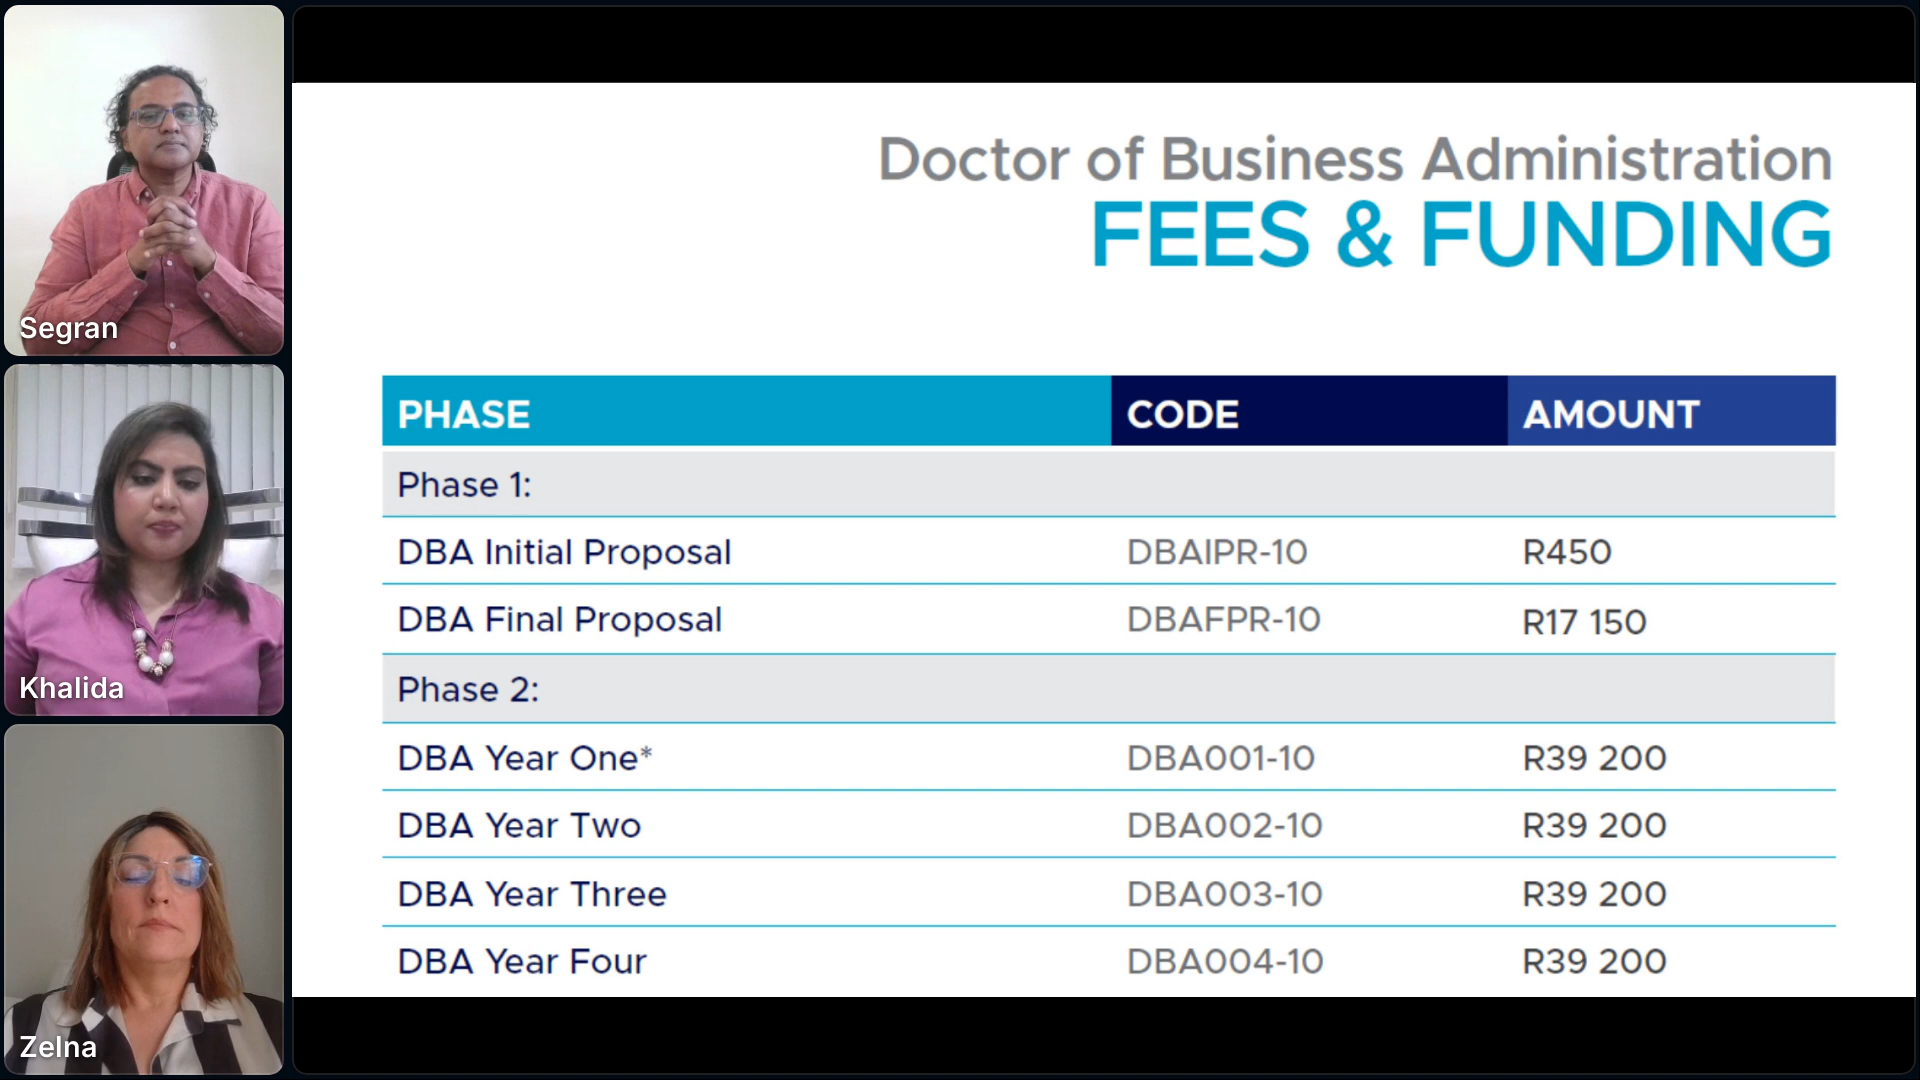 Segran
Khalida
Zelna
Doctor of Business Administration
FEES & FUNDING
PHASE CODE AMOUNT
Phase 1:
DBA Initial Proposal DBAIPR-10 R450
DBA Final Proposal DBAFPR-10 R17 150
Phase 2:
DBA Year One* DBA001-10 R39 200
DBA Year Two DBA002-10 R39 200
DBA Year Three DBA003-10 R39 200
DBA Year Four DBA004-10 R39 200